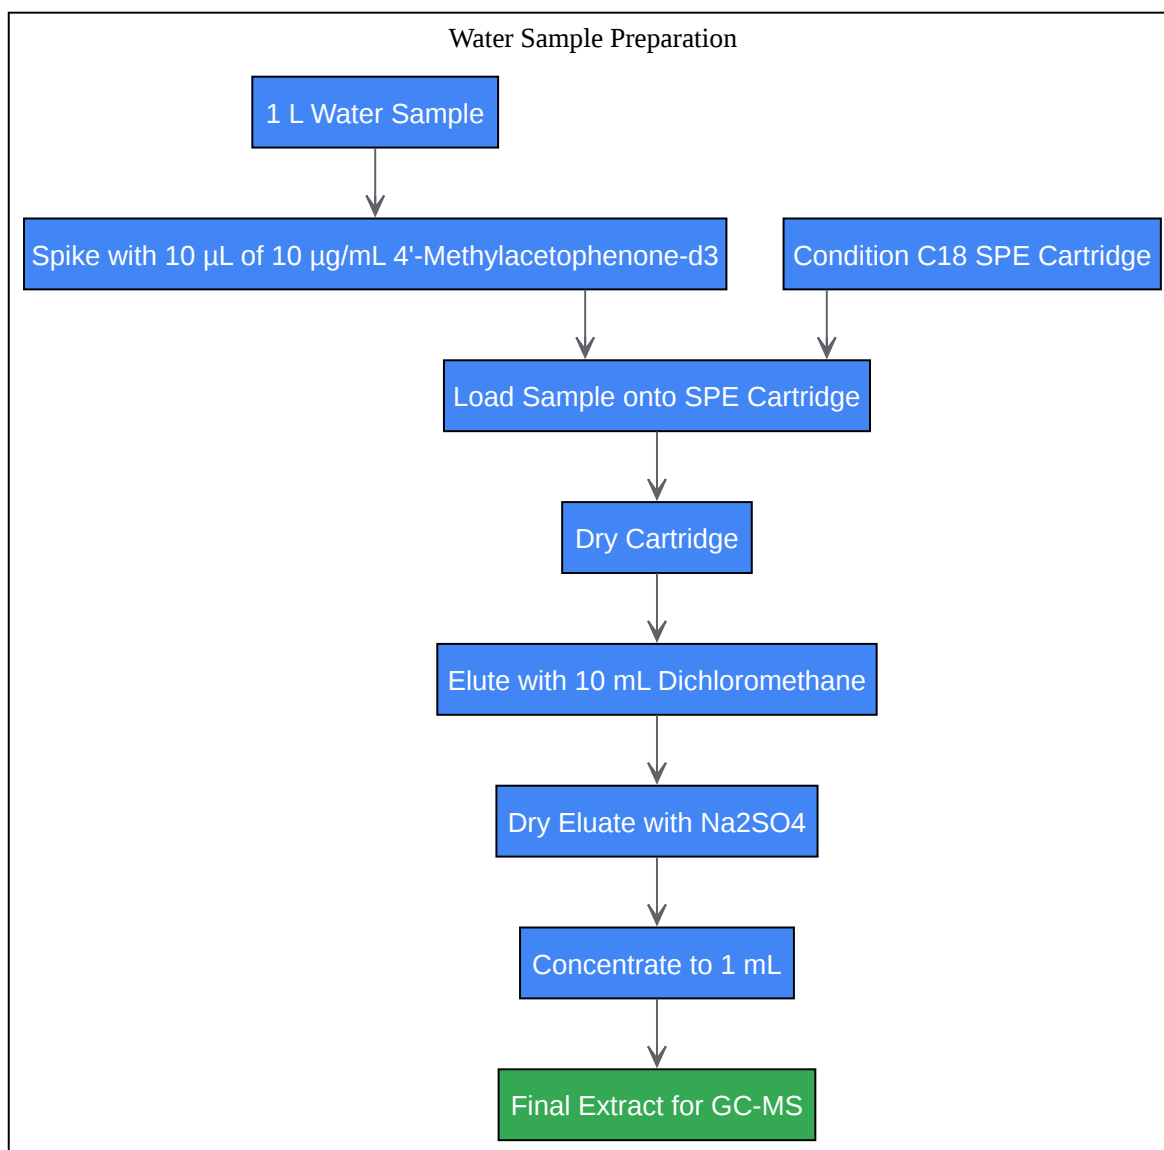 Water Sample Preparation
1 L Water Sample
Spike with 10 µL of 10 µg/mL 4'-Methylacetophenone-d3
Condition C18 SPE Cartridge
Load Sample onto SPE Cartridge
Dry Cartridge
Elute with 10 mL Dichloromethane
Dry Eluate with Na2SO4
Concentrate to 1 mL
Final Extract for GC-MS